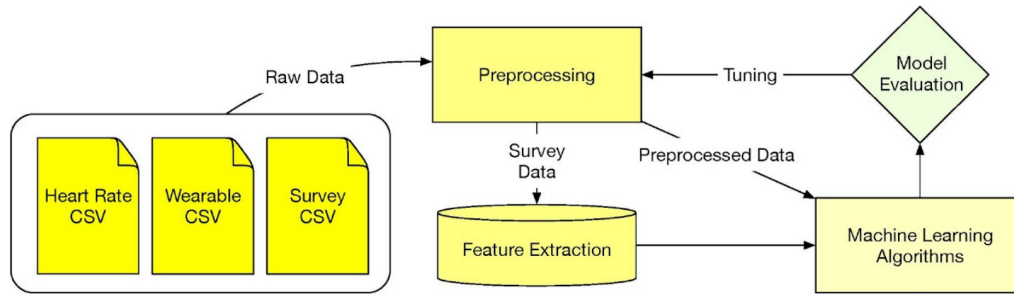 Raw Data
Heart Rate
CSV
Wearable
CSV
Survey
CSV
Preprocessing
Tuning
Model
Evaluation
Survey
Data
Preprocessed Data
Feature Extraction
Machine Learning
Algorithms